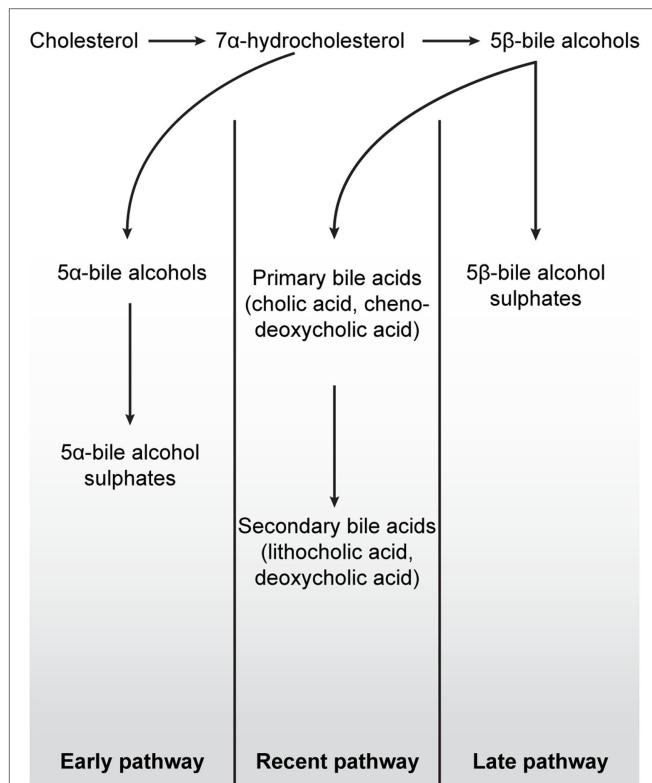 Cholesterol 7α-hydrocholesterol 5β-bile alcohols
5α-bile alcohols
5α-bile alcohol
sulphates
Primary bile acids
(cholic acid, cheno-
deoxycholic acid)
Secondary bile acids
(lithocholic acid,
deoxycholic acid)
5β-bile alcohol
sulphates
Early pathway
Recent pathway
Late pathway